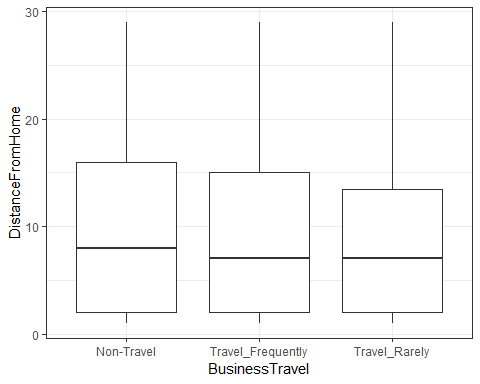 30
20
10
0
DistanceFromHome
Non-Travel
Travel_Frequently
Travel_Rarely
BusinessTravel